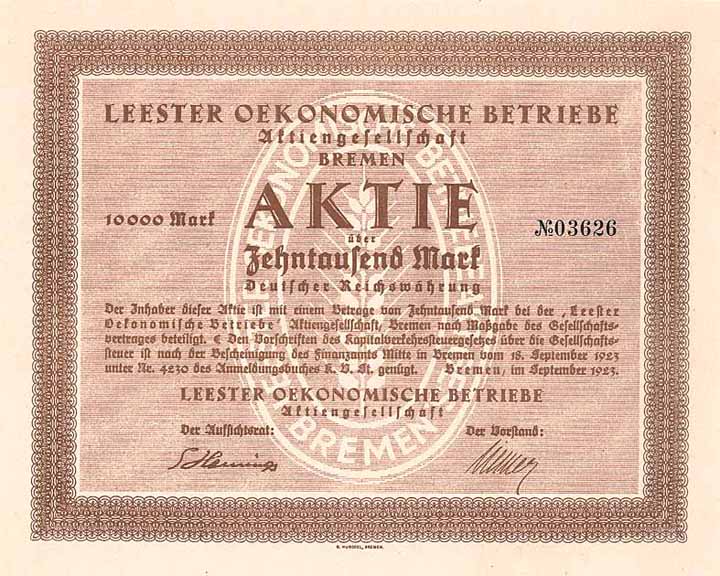 LEESTER OEKONOMISCHE BETRIEBE
Aktiengesellschaft
BREMEN
AKTIE
10000 Mark
№03626
über
Zehntausend Mark
Deutscher Reichswährung
Der Inhaber dieser Aktie ist mit einem Betrage von Zehntausend Mark bei der „Leester
Oekonomische Betriebe" Aktiengesellschaft, Bremen nach Maßgabe des Gesellschafts-
vertrages beteiligt. € Den Vorschriften des Kapitalverkehrssteuergesetzes über die Gesellschafts-
steuer ist nach der Bescheinigung des Finanzamts Mitte in Bremen vom 18. September 1923
unter Nr. 4230 des Anmeldungsbuches K. V. St. genügt. Bremen, im September 1923.
LEESTER OEKONOMISCHE BETRIEBE
Aktiengesellschaft
Der Aufsichtsrat: Der Vorstand:
BREMEN
BREMEN.